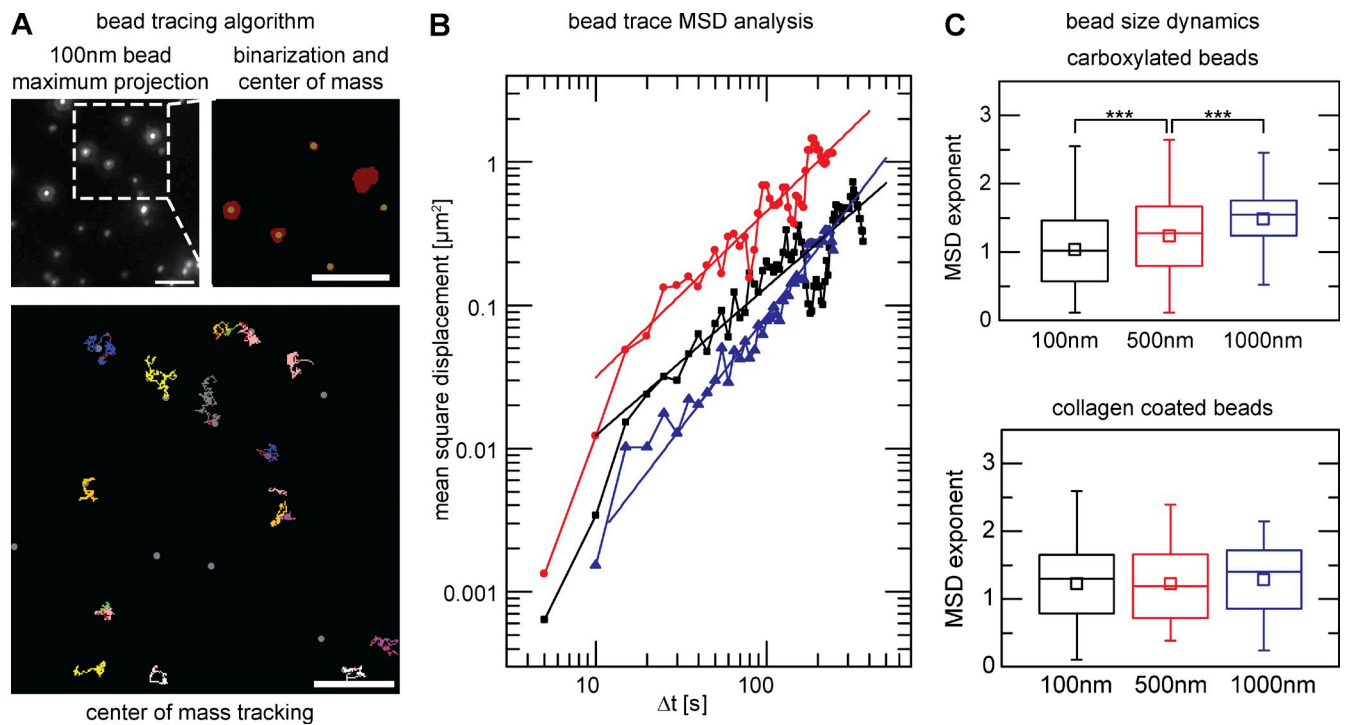 A
bead tracing algorithm
100nm bead
maximum projection
binarization and
center of mass
center of mass tracking
B
bead trace MSD analysis
mean square displacement [µm²]
1
0.1
0.01
0.001
10
100
Δt [s]
C
bead size dynamics
carboxylated beads
MSD exponent
3
2
1
0
***
***
100nm
500nm
1000nm
collagen coated beads
MSD exponent
3
2
1
0
100nm
500nm
1000nm